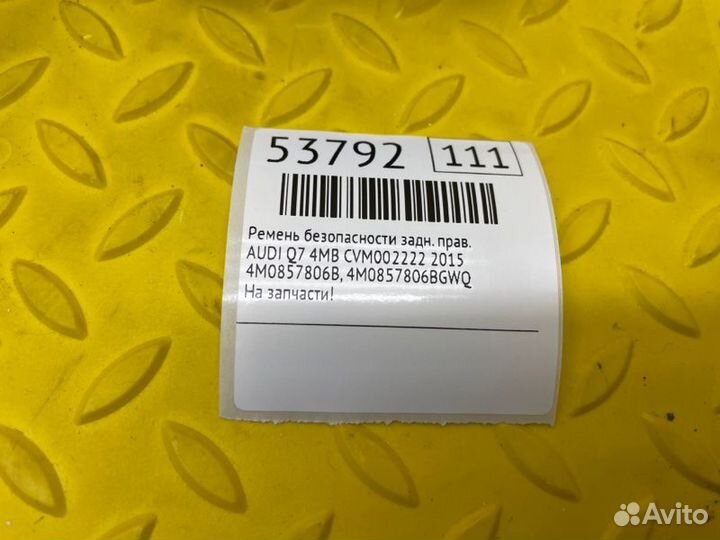 53792 111
Ремень безопасности задн. прав.
AUDI Q7 4MB CVM002222 2015
4M0857806B, 4M0857806BGWQ
На запчасти!
Avito